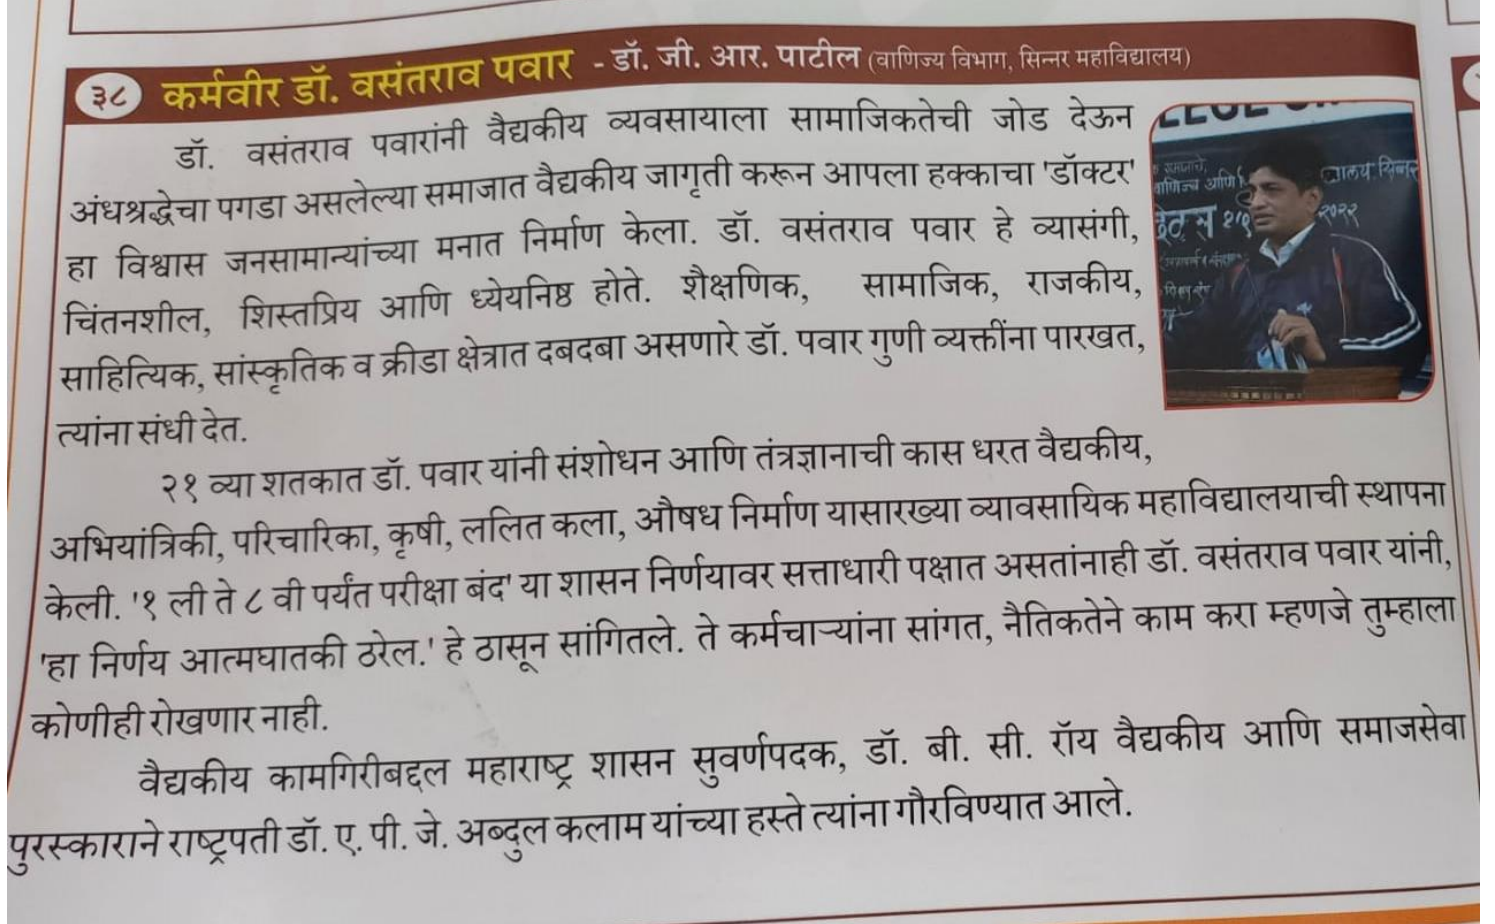 ३८ कर्मवीर डॉ. वसंतराव पवार - डॉ. जी. आर. पाटील (वाणिज्य विभाग, सिन्नर महाविद्यालय)
डॉ. वसंतराव पवारांनी वैद्यकीय व्यवसायाला सामाजिकतेची जोड देऊन
अंधश्रद्धेचा पगडा असलेल्या समाजात वैद्यकीय जागृती करून आपला हक्काचा 'डॉक्टर'
हा विश्वास जनसामान्यांच्या मनात निर्माण केला. डॉ. वसंतराव पवार हे व्यासंगी,
चिंतनशील, शिस्तप्रिय आणि ध्येयनिष्ठ होते. शैक्षणिक, सामाजिक, राजकीय,
साहित्यिक, सांस्कृतिक व क्रीडा क्षेत्रात दबदबा असणारे डॉ. पवार गुणी व्यक्तींना पारखत,
त्यांना संधी देत.
२१ व्या शतकात डॉ. पवार यांनी संशोधन आणि तंत्रज्ञानाची कास धरत वैद्यकीय,
अभियांत्रिकी, परिचारिका, कृषी, ललित कला, औषध निर्माण यासारख्या व्यावसायिक महाविद्यालयाची स्थापना
केली. '१ ली ते ८ वी पर्यंत परीक्षा बंद' या शासन निर्णयावर सत्ताधारी पक्षात असतांनाही डॉ. वसंतराव पवार यांनी,
'हा निर्णय आत्मघातकी ठरेल.' हे ठासून सांगितले. ते कर्मचाऱ्यांना सांगत, नैतिकतेने काम करा म्हणजे तुम्हाला
कोणीही रोखणार नाही.
वैद्यकीय कामगिरीबद्दल महाराष्ट्र शासन सुवर्णपदक, डॉ. बी. सी. रॉय वैद्यकीय आणि समाजसेवा
पुरस्काराने राष्ट्रपती डॉ. ए. पी. जे. अब्दुल कलाम यांच्या हस्ते त्यांना गौरविण्यात आले.
वाणिज्य आणि
२०२२